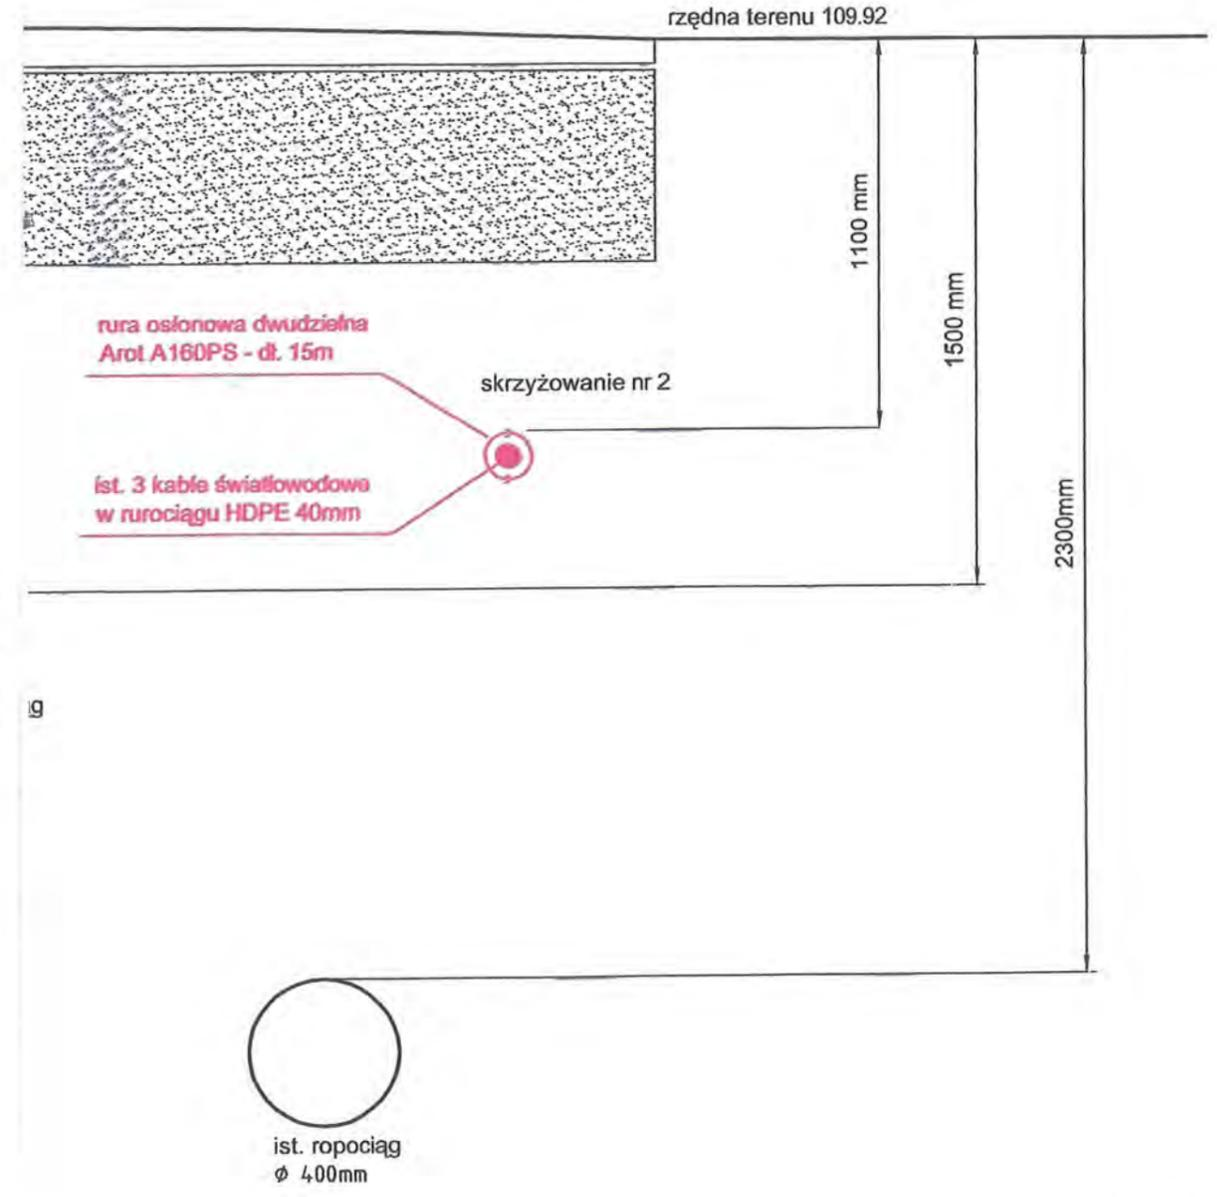 rzędna terenu 109.92
1100 mm
1500 mm
2300mm
rura osłonowa dwudzielna
Arot A160PS - dł. 15m
skrzyżowanie nr 2
ist. 3 kable światłowodowe
w rurociągu HDPE 40mm
g
ist. ropociąg
ϕ 400mm